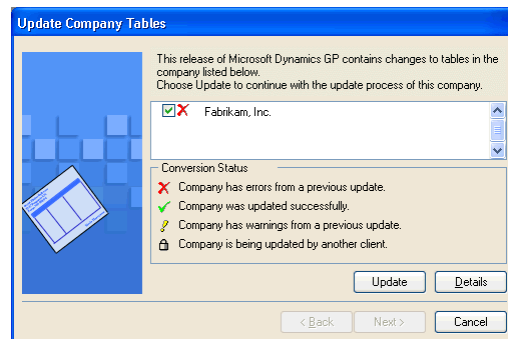 Update Company Tables
This release of Microsoft Dynamics GP contains changes to tables in the
company listed below.
Choose Update to continue with the update process of this company.
Fabrikam, Inc.
Conversion Status
Company has errors from a previous update.
Company was updated successfully.
Company has warnings from a previous update.
Company is being updated by another client.
Update Details
< Back Next > Cancel